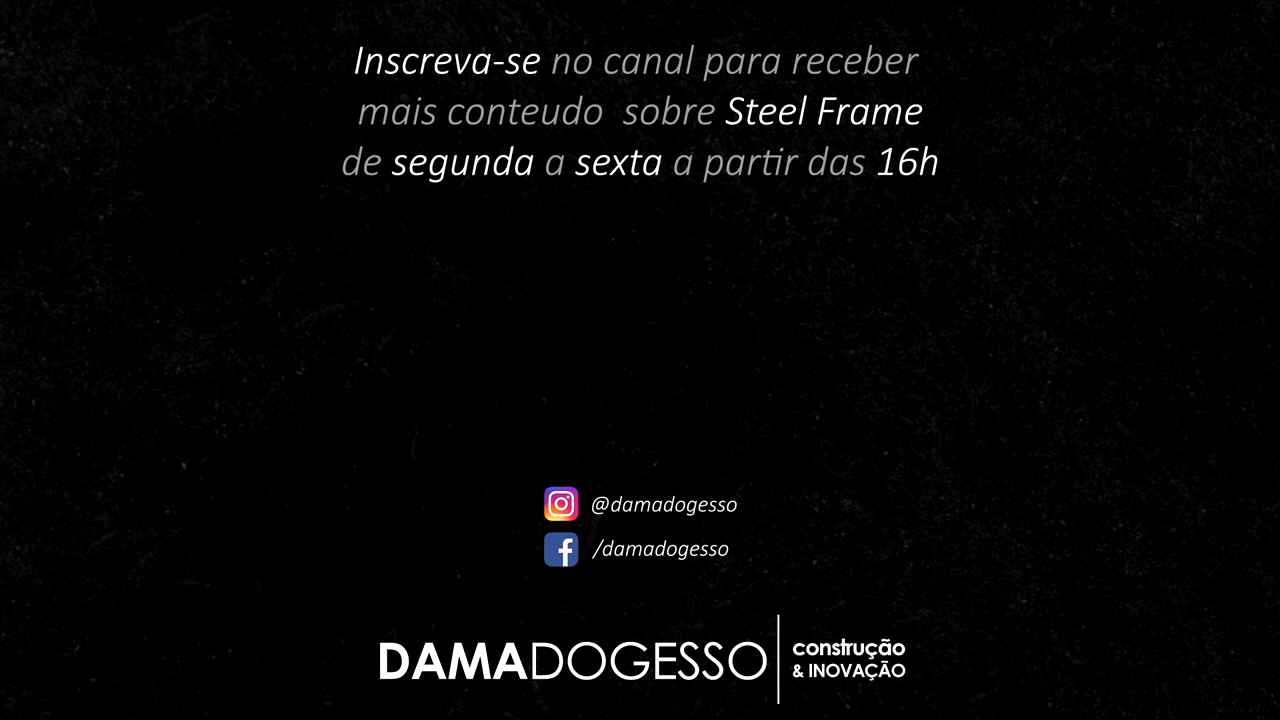 Inscreva-se no canal para receber
mais conteudo sobre Steel Frame
de segunda a sexta a partir das 16h
@damadogesso
/damadogesso
DAMADOGESSO
construção
& INOVAÇÃO